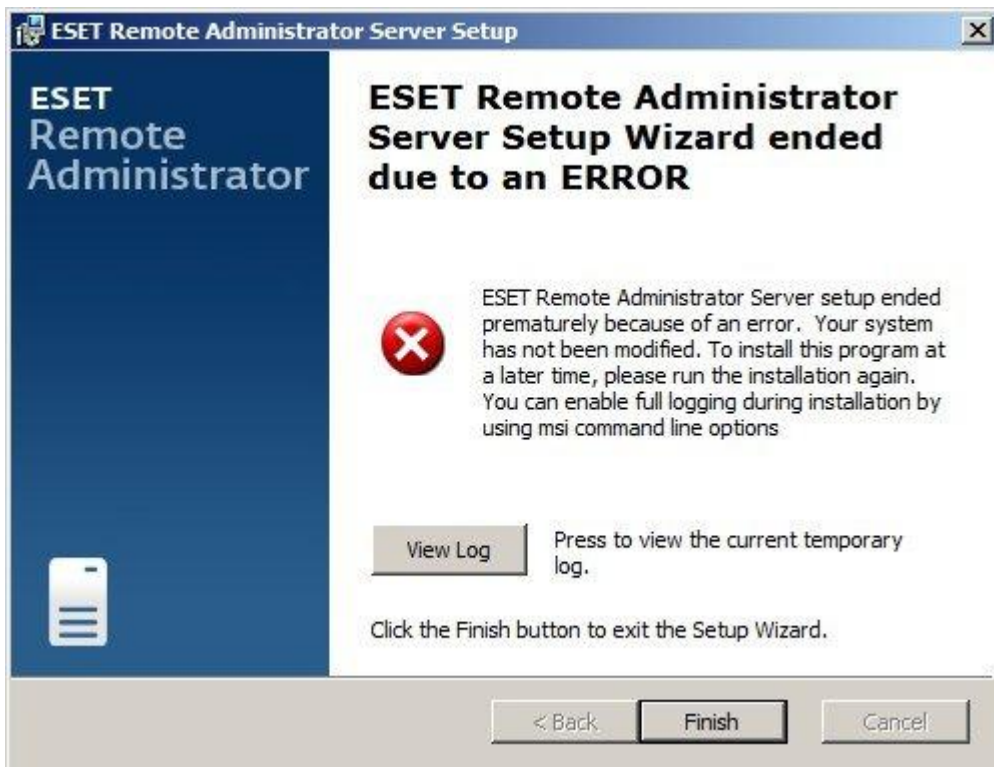 ESET Remote Administrator Server Setup
ESET
Remote
Administrator
ESET Remote Administrator
Server Setup Wizard ended
due to an ERROR
ESET Remote Administrator Server setup ended
prematurely because of an error.  Your system
has not been modified. To install this program at
a later time, please run the installation again.
You can enable full logging during installation by
using msi command line options
View Log
Press to view the current temporary
log.
Click the Finish button to exit the Setup Wizard.
< Back
Finish
Cancel